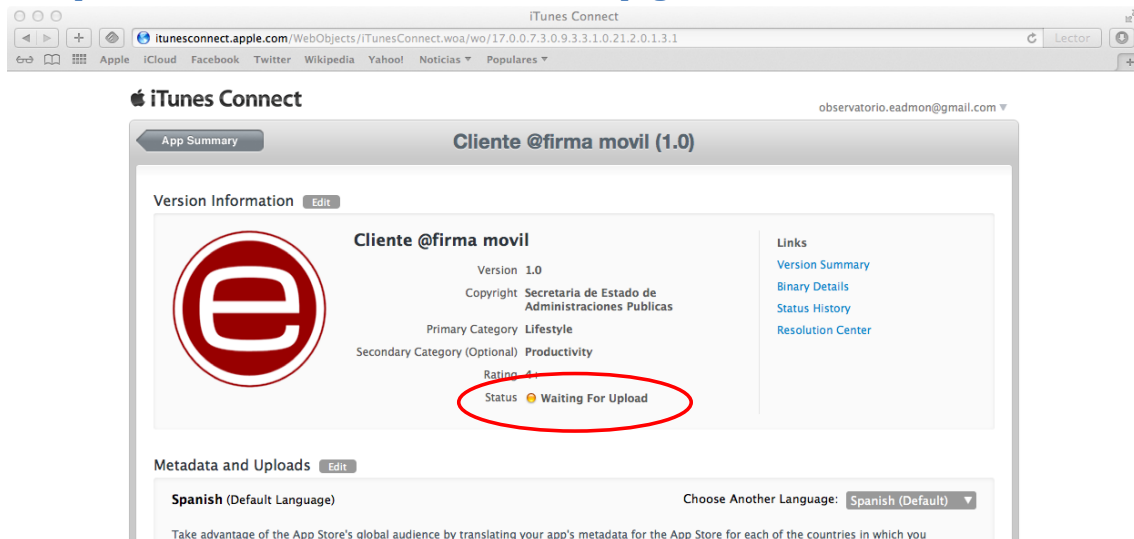 iTunes Connect
itunesconnect.apple.com/WebObjects/iTunesConnect.woa/wo/17.0.0.7.3.0.9.3.3.1.0.21.2.0.1.3.1
Lector
Apple iCloud Facebook Twitter Wikipedia Yahoo! Noticias Populares
iTunes Connect
observatorio.eadmon@gmail.com
App Summary
Cliente @firma movil (1.0)
Version Information Edit
Cliente @firma movil
Version 1.0
Copyright Secretaria de Estado de
Administraciones Publicas
Primary Category Lifestyle
Secondary Category (Optional) Productivity
Rating 4+
Status Waiting For Upload
Links
Version Summary
Binary Details
Status History
Resolution Center
Metadata and Uploads Edit
Spanish (Default Language)
Choose Another Language: Spanish (Default)
Take advantage of the App Store's global audience by translating your app's metadata for the App Store for each of the countries in which you